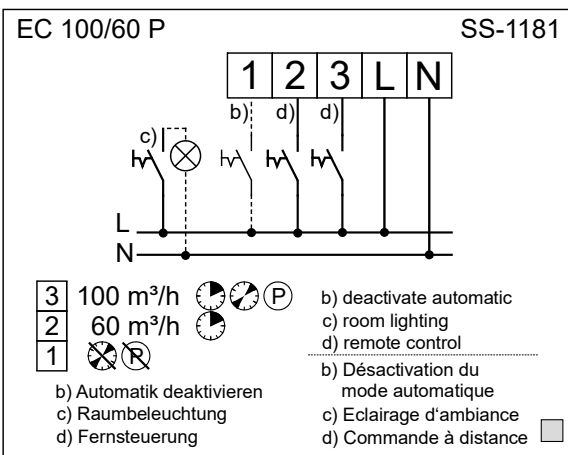 EC 100/60 P SS-1181
1 2 3 L N
b) d) d)
c)
L
N
3 100 m³/h P
2 60 m³/h
1 P
b) Automatik deaktivieren
c) Raumbeleuchtung
d) Fernsteuerung
b) deactivate automatic
c) room lighting
d) remote control
b) Désactivation du
mode automatique
c) Eclairage d‘ambiance
d) Commande à distance